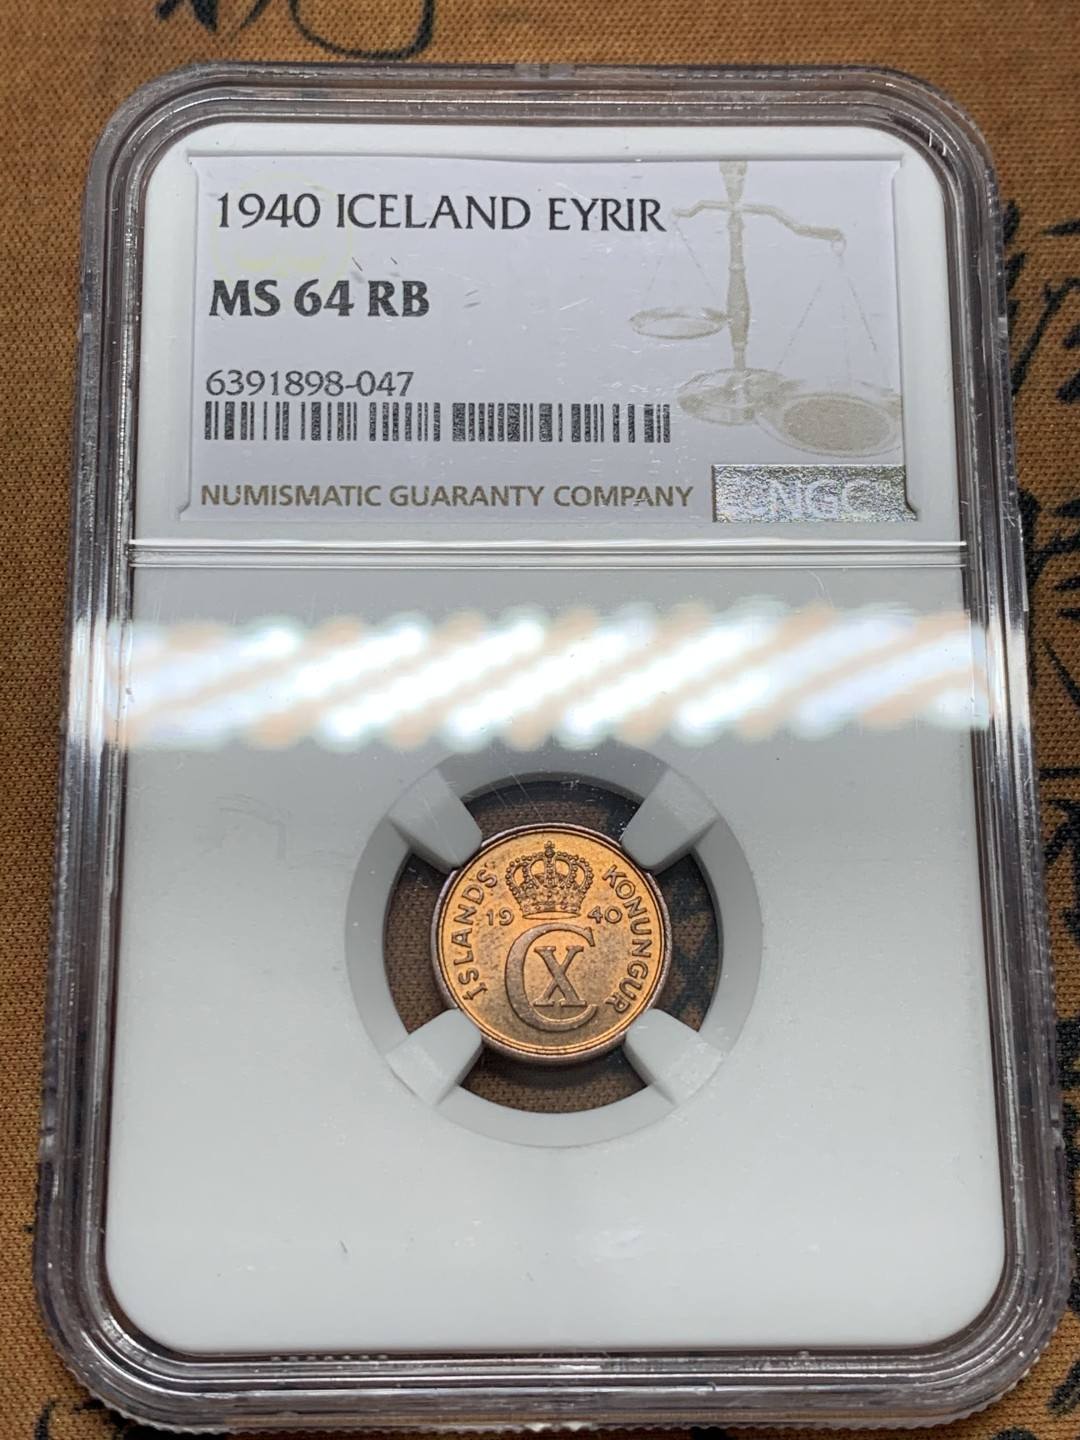 1940 ICELAND EYRIR
MS 64 RB
6391898-047
NUMISMATIC GUARANTY COMPANY
NGC
ÍSLANDS KONUNGUR
19 40
CX